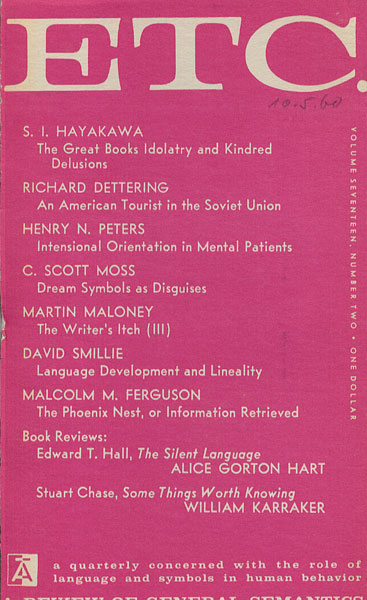 ETC.
10.5.60
S. I. HAYAKAWA
The Great Books Idolatry and Kindred
Delusions
RICHARD DETTERING
An American Tourist in the Soviet Union
HENRY N. PETERS
Intensional Orientation in Mental Patients
C. SCOTT MOSS
Dream Symbols as Disguises
MARTIN MALONEY
The Writer's Itch (III)
DAVID SMILLIE
Language Development and Lineality
MALCOLM M. FERGUSON
The Phoenix Nest, or Information Retrieved
Book Reviews:
Edward T. Hall, The Silent Language
ALICE GORTON HART
Stuart Chase, Some Things Worth Knowing
WILLIAM KARRAKER
VOLUME SEVENTEEN, NUMBER TWO • ONE DOLLAR
a quarterly concerned with the role of
language and symbols in human behavior
A REVIEW OF GENERAL SEMANTICS